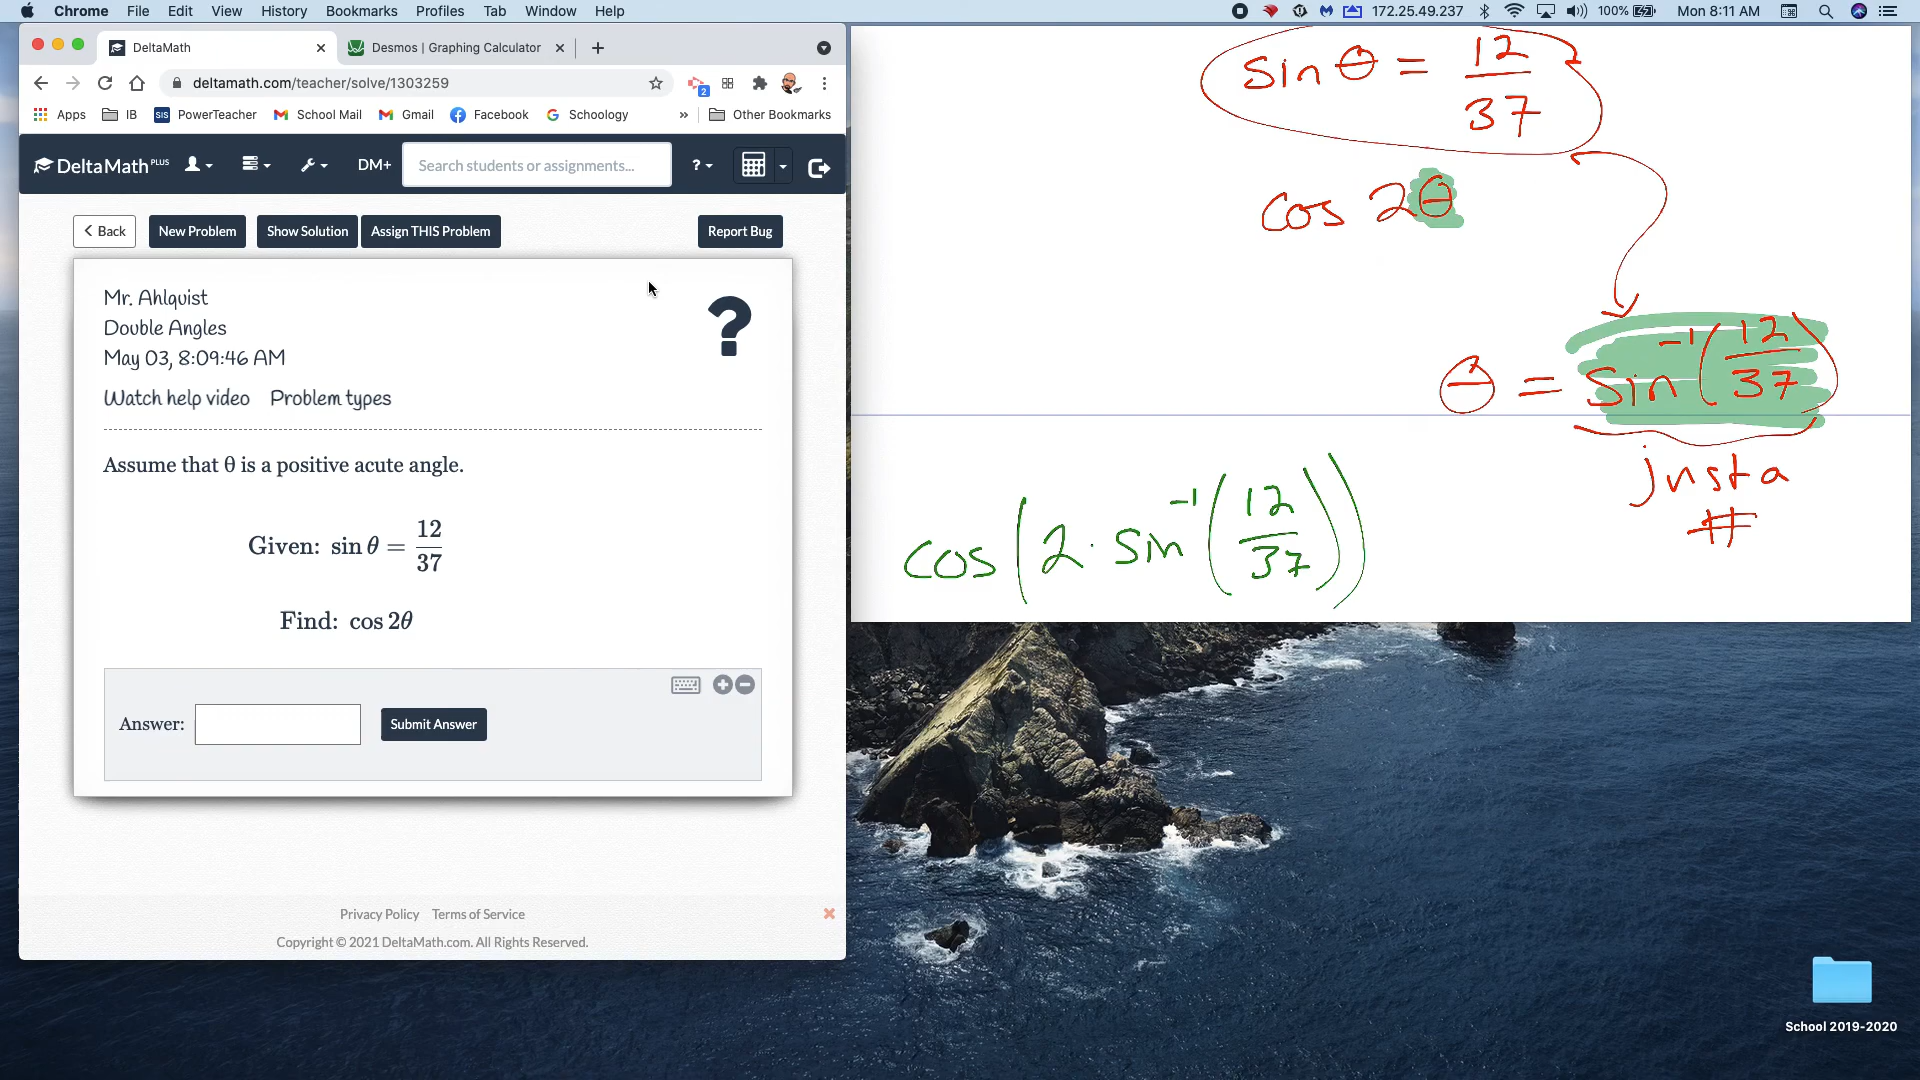 Chrome File Edit View History Bookmarks Profiles Tab Window Help 172.25.49.237 100% Mon 8:11 AM
DeltaMath Desmos | Graphing Calculator
deltamath.com/teacher/solve/1303259
2
Apps IB SIS PowerTeacher School Mail Gmail Facebook Schoology » Other Bookmarks
DeltaMath PLUS DM+ Search students or assignments... ?
Back New Problem Show Solution Assign THIS Problem Report Bug
Mr. Ahlquist
Double Angles
May 03, 8:09:46 AM
?
Watch help video Problem types
Assume that θ is a positive acute angle.
Given: sin θ = 12/37
Find: cos 2θ
Answer: Submit Answer
Privacy Policy Terms of Service
Copyright © 2021 DeltaMath.com. All Rights Reserved.
sin θ = 12/37
cos 2θ
θ = sin⁻¹(12/37)
just a
#
cos(2 · sin⁻¹(12/37))
School 2019-2020